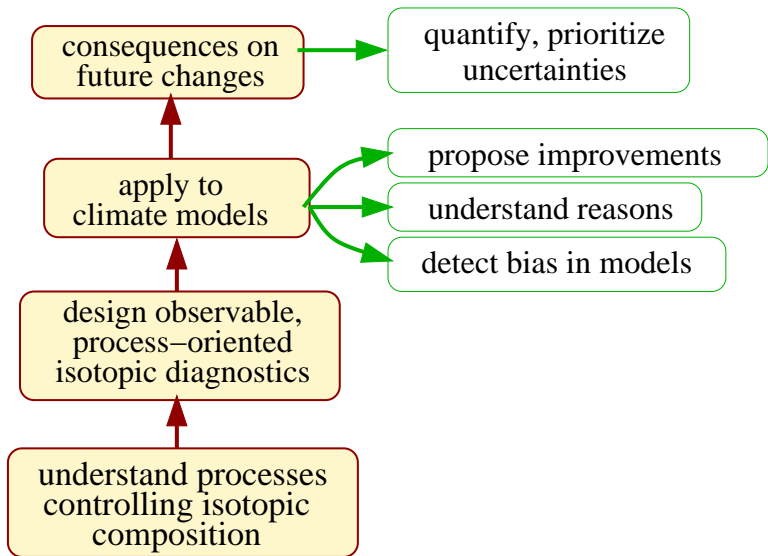 consequences on
future changes
quantify, prioritize
uncertainties
apply to
climate models
propose improvements
understand reasons
detect bias in models
design observable,
process−oriented
isotopic diagnostics
understand processes
controlling isotopic
composition